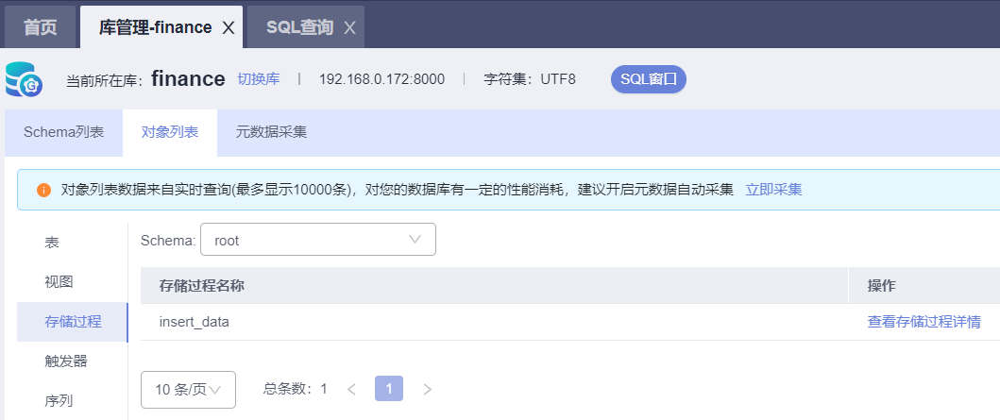 首页 库管理-finance X SQL查询 X
当前所在库: finance 切换库 | 192.168.0.172:8000 | 字符集: UTF8 SQL窗口
Schema列表 对象列表 元数据采集
对象列表数据来自实时查询(最多显示10000条)，对您的数据库有一定的性能消耗，建议开启元数据自动采集 立即采集
表
Schema: root
视图
存储过程名称 操作
存储过程
insert_data 查看存储过程详情
触发器
10 条/页 总条数: 1 < 1 >
序列